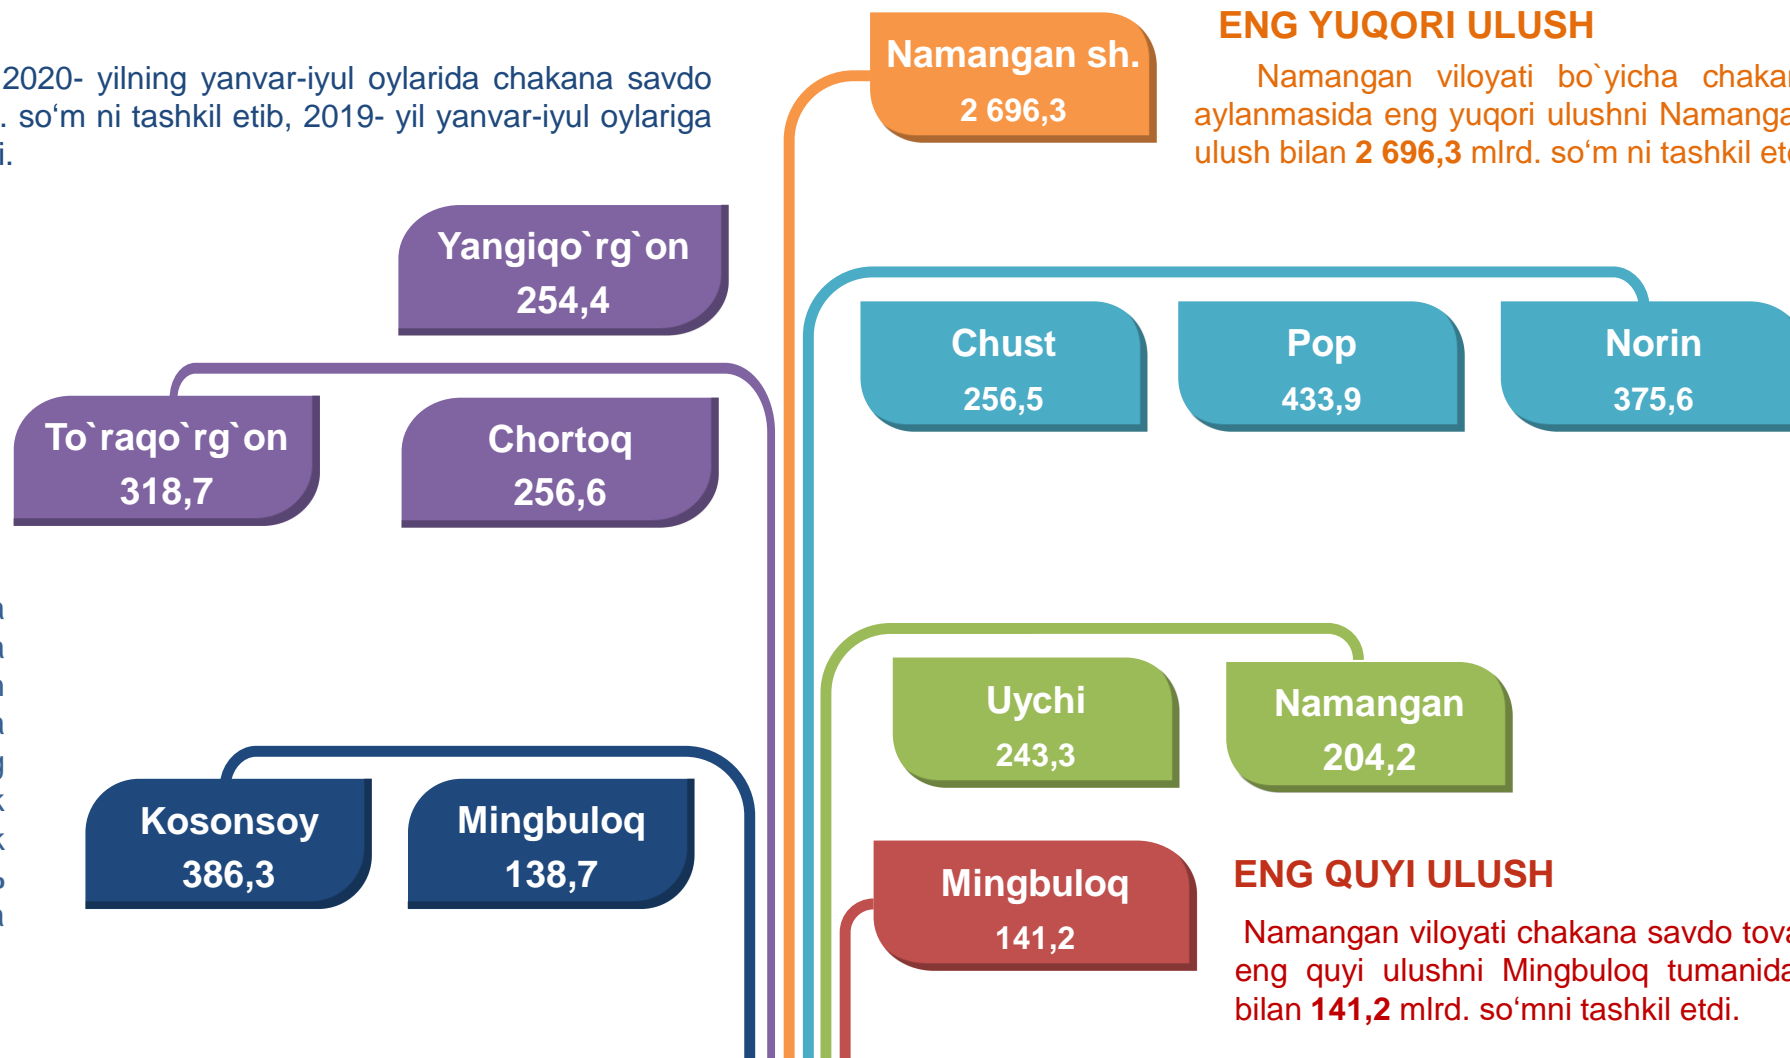 2020- yilning yanvar-iyul oylarida chakana savdo
. so‘m ni tashkil etib, 2019- yil yanvar-iyul oylariga
i.
Namangan sh.
2 696,3
ENG YUQORI ULUSH
Namangan viloyati bo`yicha chakan
aylanmasida eng yuqori ulushni Namanga
ulush bilan 2 696,3 mlrd. so‘m ni tashkil etd
Yangiqo`rg`on
254,4
To`raqo`rg`on
318,7
Chortoq
256,6
Chust
256,5
Pop
433,9
Norin
375,6
Uychi
243,3
Namangan
204,2
Kosonsoy
386,3
Mingbuloq
138,7
Mingbuloq
141,2
ENG QUYI ULUSH
Namangan viloyati chakana savdo tova
eng quyi ulushni Mingbuloq tumanida
bilan 141,2 mlrd. so‘mni tashkil etdi.